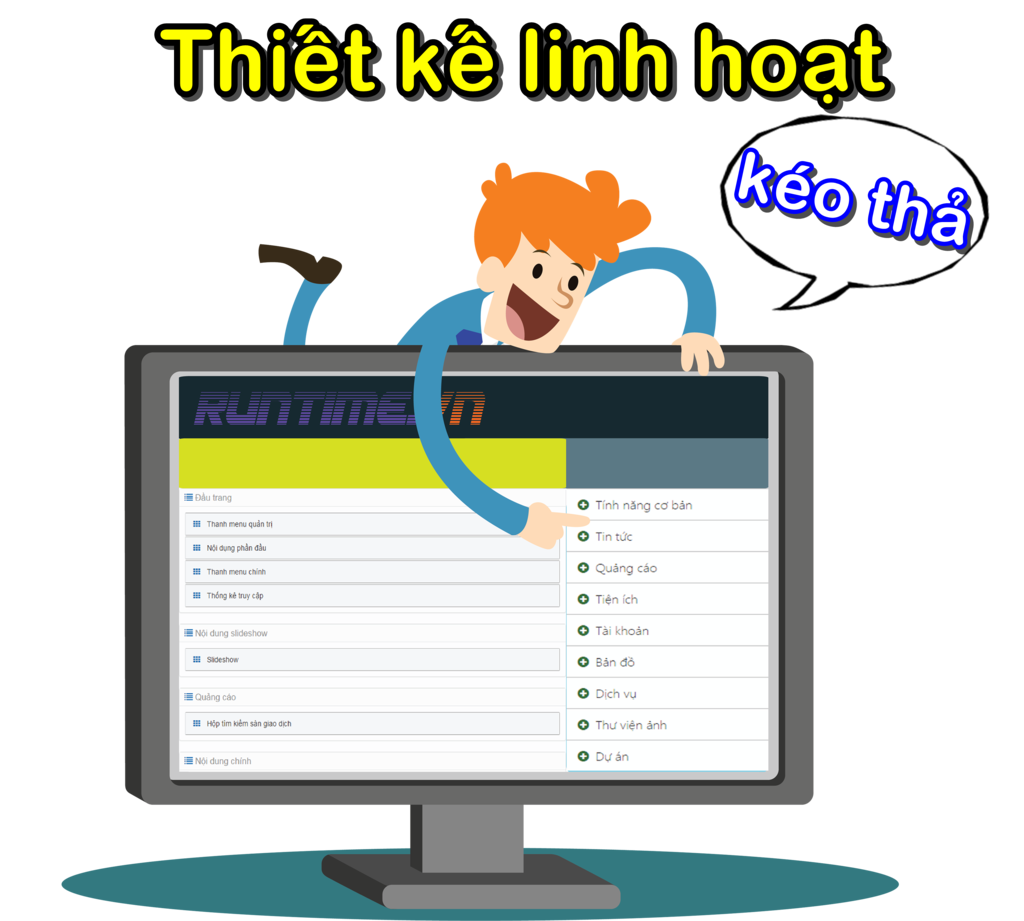 Thiết kế linh hoạt
kéo thả
RUNTIME.VN
Đầu trang
Thanh menu quản trị
Nội dung phần đầu
Thanh menu chính
Thống kê truy cập
Nội dung slideshow
Slideshow
Quảng cáo
Hộp tìm kiếm sàn giao dịch
Nội dung chính
Tính năng cơ bản
Tin tức
Quảng cáo
Tiện ích
Tài khoản
Bản đồ
Dịch vụ
Thư viện ảnh
Dự án